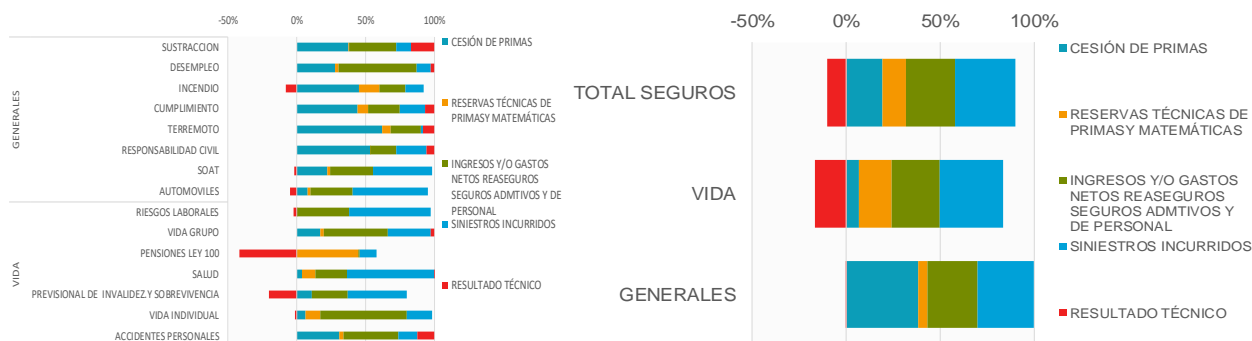 -50% 0% 50% 100%
GENERALES
SUSTRACCION
DESEMPLEO
INCENDIO
CUMPLIMIENTO
TERREMOTO
RESPONSABILIDAD CIVIL
SOAT
AUTOMOVILES
VIDA
RIESGOS LABORALES
VIDA GRUPO
PENSIONES LEY 100
SALUD
PREVISIONAL DE INVALIDEZ.Y SOBREVIVENCIA
VIDA INDIVIDUAL
ACCIDENTES PERSONALES
CESIÓN DE PRIMAS
RESERVAS TÉCNICAS DE
PRIMASY MATEMÁTICAS
INGRESOS Y/O GASTOS
NETOS REASEGUROS
SEGUROS ADMTIVOS Y DE
PERSONAL
SINIESTROS INCURRIDOS
RESULTADO TÉCNICO
-50% 0% 50% 100%
TOTAL SEGUROS
VIDA
GENERALES
CESIÓN DE PRIMAS
RESERVAS TÉCNICAS DE
PRIMASY MATEMÁTICAS
INGRESOS Y/O GASTOS
NETOS REASEGUROS
SEGUROS ADMTIVOS Y
DE PERSONAL
SINIESTROS INCURRIDOS
RESULTADO TÉCNICO